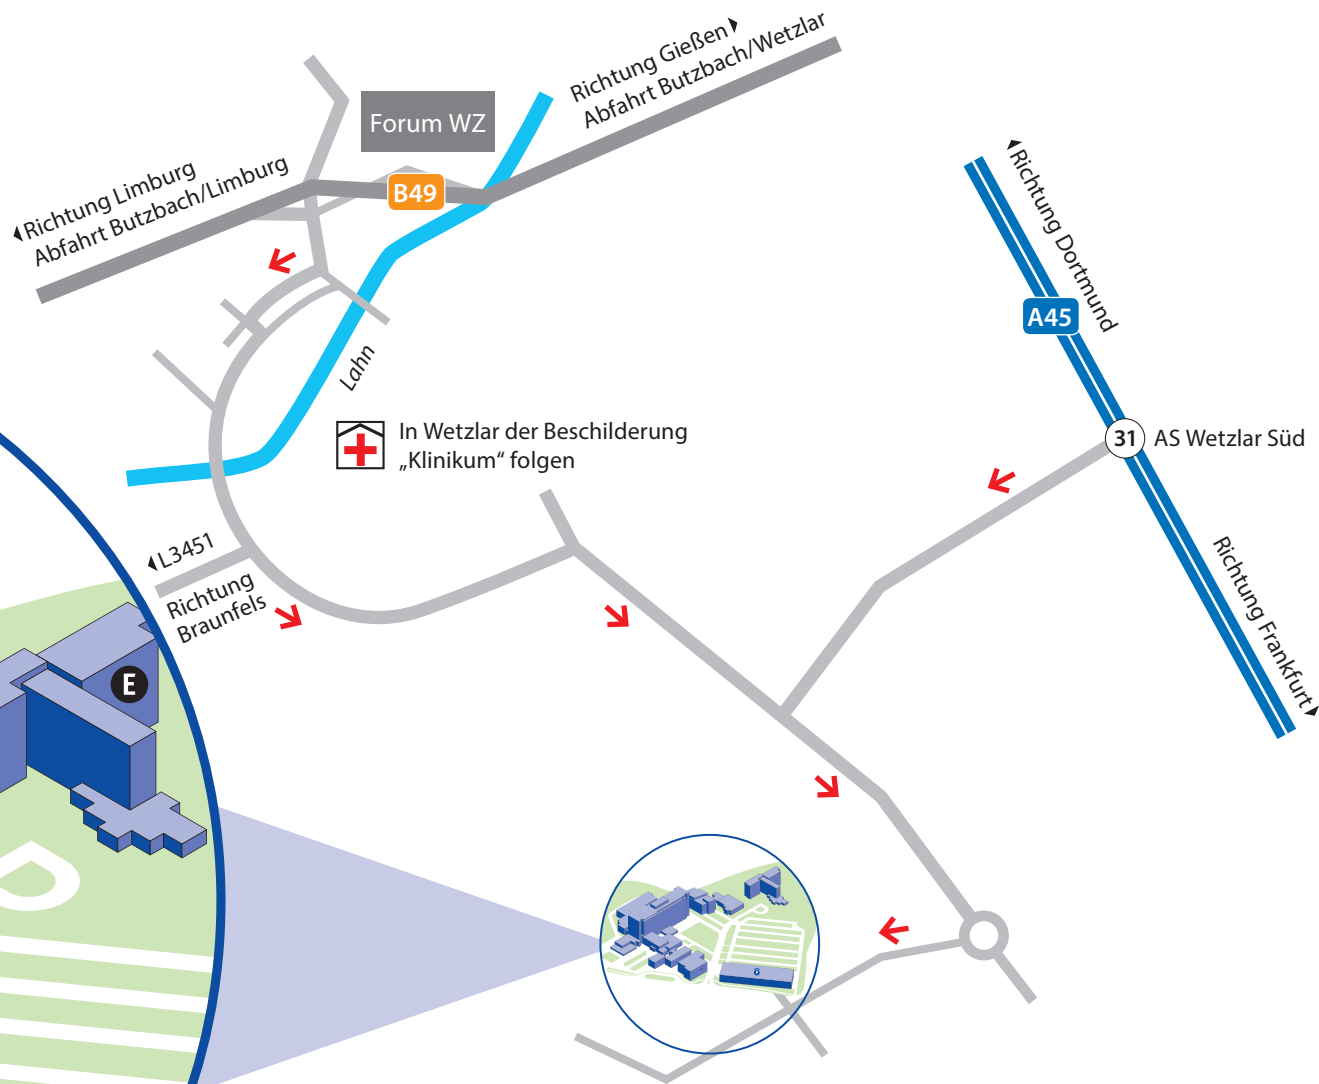 Richtung Gießen
Abfahrt Butzbach/Wetzlar
Forum WZ
Richtung Limburg
Abfahrt Butzbach/Limburg
B49
Richtung Dortmund
A45
Lahn
In Wetzlar der Beschilderung
„Klinikum“ folgen
31 AS Wetzlar Süd
L3451
Richtung
Braunfels
Richtung Frankfurt
E
P